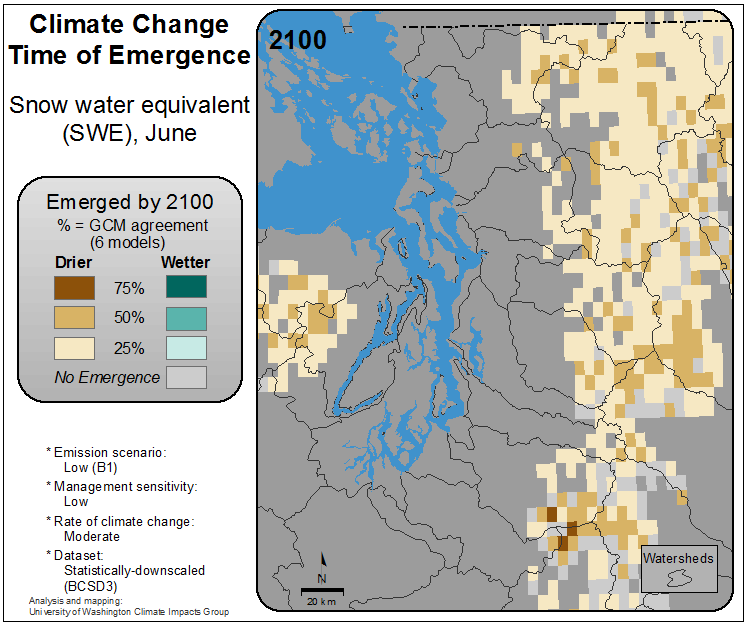 Climate Change
Time of Emergence
Snow water equivalent
(SWE), June
Emerged by 2100
% = GCM agreement
(6 models)
Drier Wetter
75%
50%
25%
No Emergence
* Emission scenario:
Low (B1)
* Management sensitivity:
Low
* Rate of climate change:
Moderate
* Dataset:
Statistically-downscaled
(BCSD3)
Analysis and mapping:
University of Washington Climate Impacts Group
2100
N
20 km
Watersheds